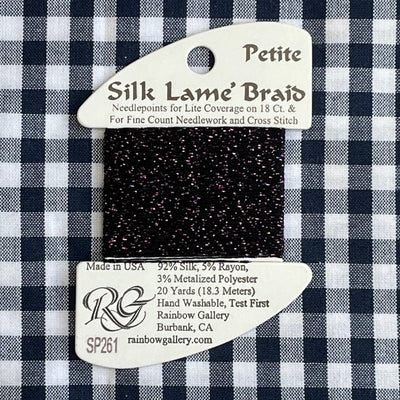 Petite
Silk Lamé Braid
Needlepoints for Lite Coverage on 18 Ct. &
For Fine Count Needlework and Cross Stitch
Made in USA
92% Silk, 5% Rayon,
3% Metalized Polyester
20 Yards (18.3 Meters)
Hand Washable, Test First
Rainbow Gallery
Burbank, CA
rainbowgallery.com
RG
SP261